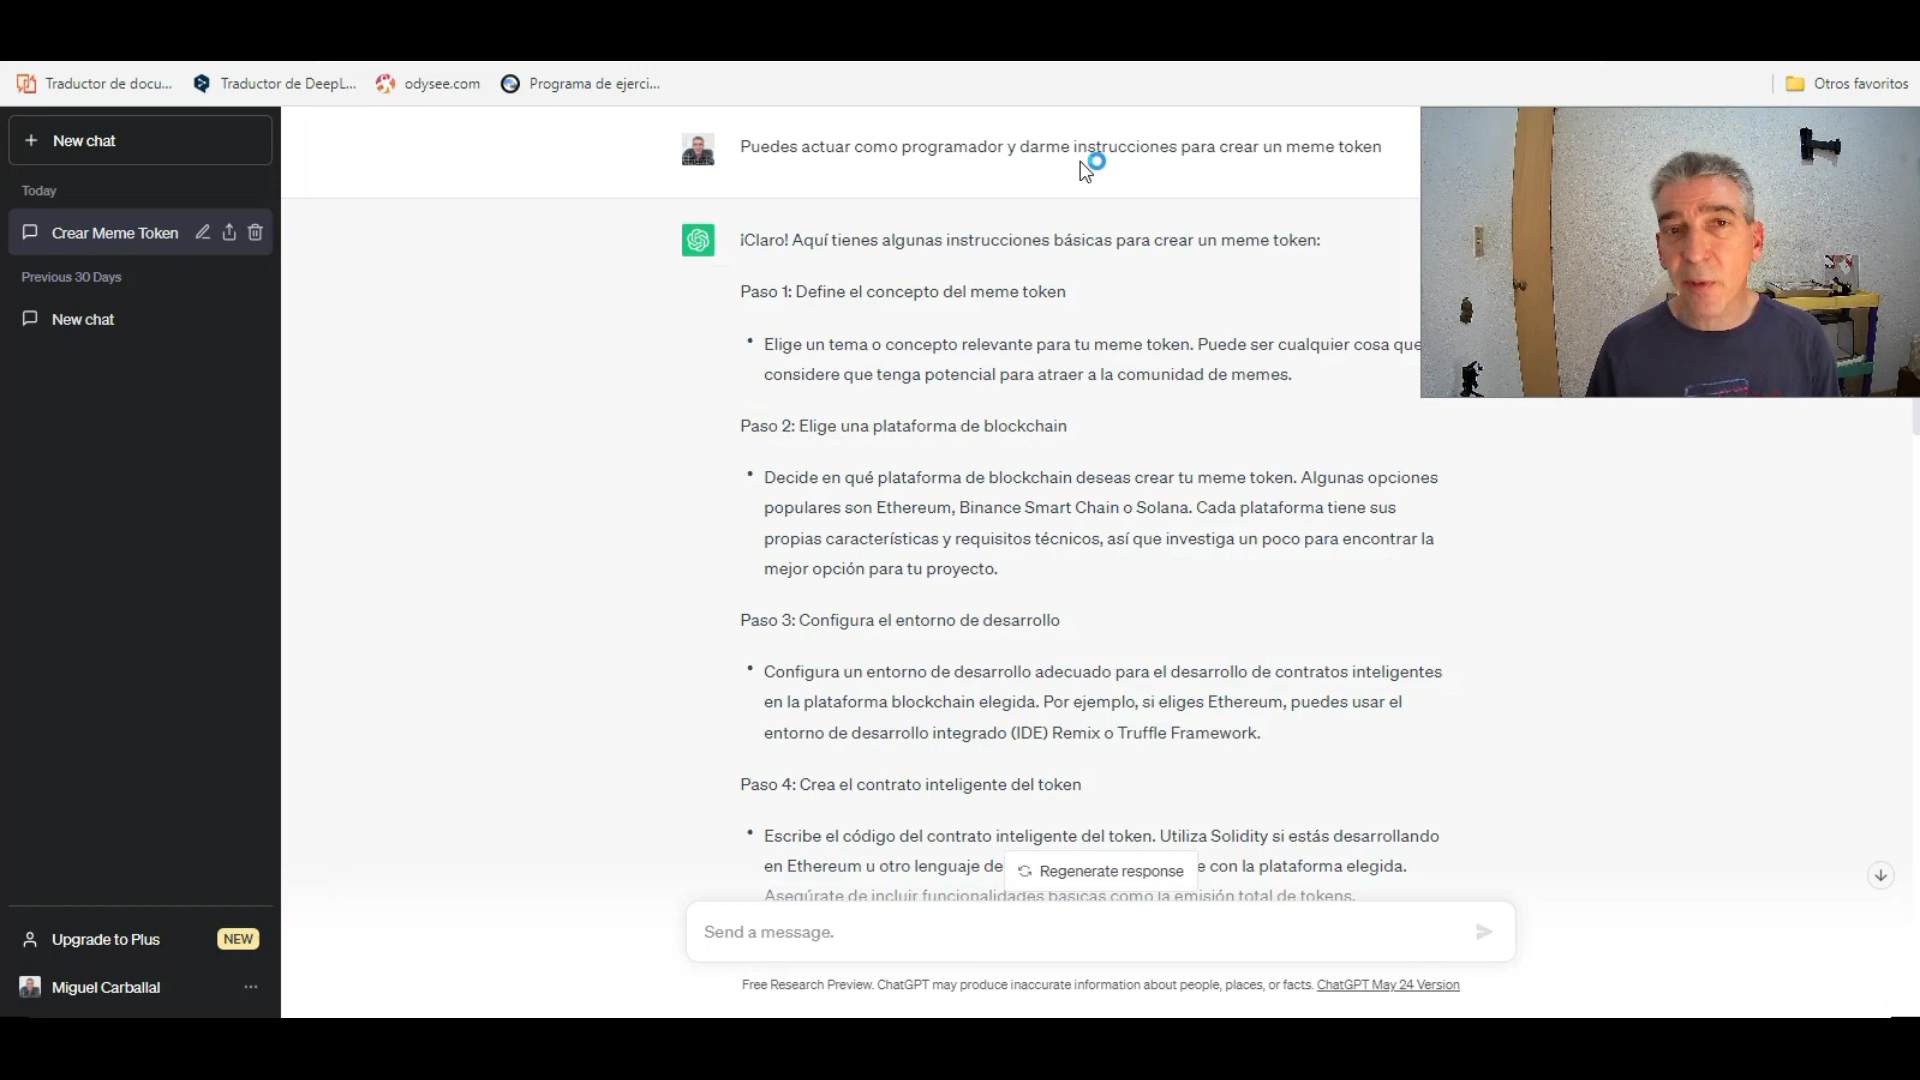 Traductor de docu...
Traductor de DeepL...
odysee.com
Programa de ejerci...
Otros favoritos
New chat
Today
Crear Meme Token
Previous 30 Days
New chat
Upgrade to Plus
NEW
Miguel Carballal
Puedes actuar como programador y darme instrucciones para crear un meme token
¡Claro! Aquí tienes algunas instrucciones básicas para crear un meme token:
Paso 1: Define el concepto del meme token
• Elige un tema o concepto relevante para tu meme token. Puede ser cualquier cosa que
considere que tenga potencial para atraer a la comunidad de memes.
Paso 2: Elige una plataforma de blockchain
• Decide en qué plataforma de blockchain deseas crear tu meme token. Algunas opciones
populares son Ethereum, Binance Smart Chain o Solana. Cada plataforma tiene sus
propias características y requisitos técnicos, así que investiga un poco para encontrar la
mejor opción para tu proyecto.
Paso 3: Configura el entorno de desarrollo
• Configura un entorno de desarrollo adecuado para el desarrollo de contratos inteligentes
en la plataforma blockchain elegida. Por ejemplo, si eliges Ethereum, puedes usar el
entorno de desarrollo integrado (IDE) Remix o Truffle Framework.
Paso 4: Crea el contrato inteligente del token
• Escribe el código del contrato inteligente del token. Utiliza Solidity si estás desarrollando
en Ethereum u otro lenguaje de e con la plataforma elegida.
Regenerate response
Asegúrate de incluir funcionalidades básicas como la emisión total de tokens,
Send a message.
Free Research Preview. ChatGPT may produce inaccurate information about people, places, or facts. ChatGPT May 24 Version